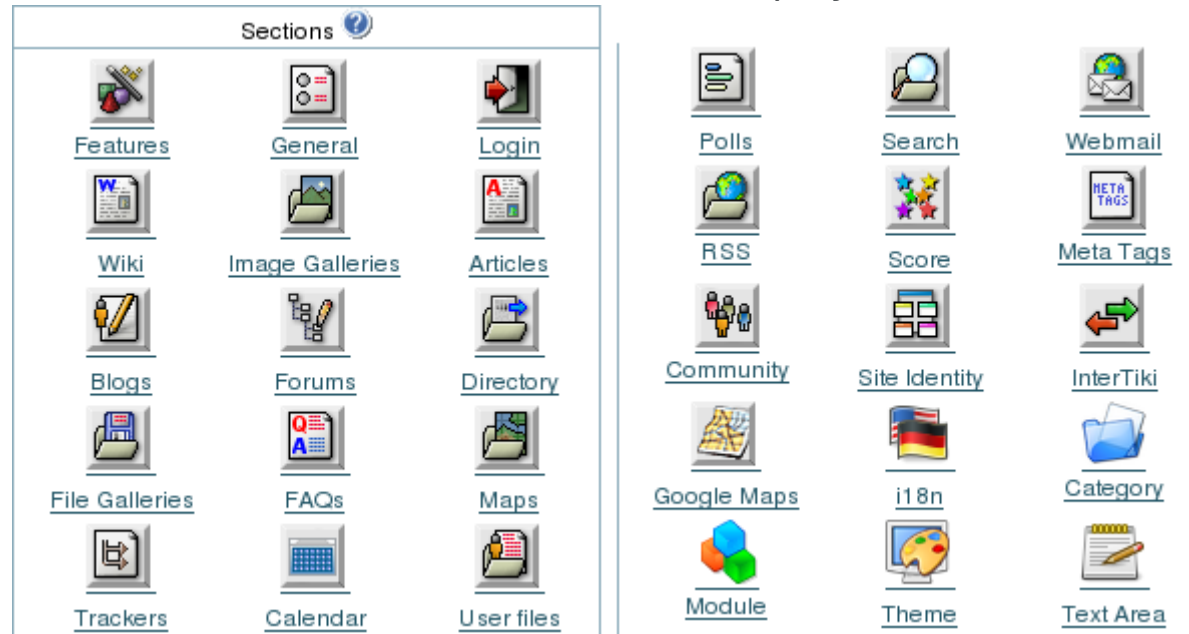 Sections
Features General Login
Wiki Image Galleries Articles
Blogs Forums Directory
File Galleries FAQs Maps
Trackers Calendar User files
Polls Search Webmail
META
TAGS
RSS Score Meta Tags
Community Site Identity InterTiki
Google Maps i18n Category
Module Theme Text Area